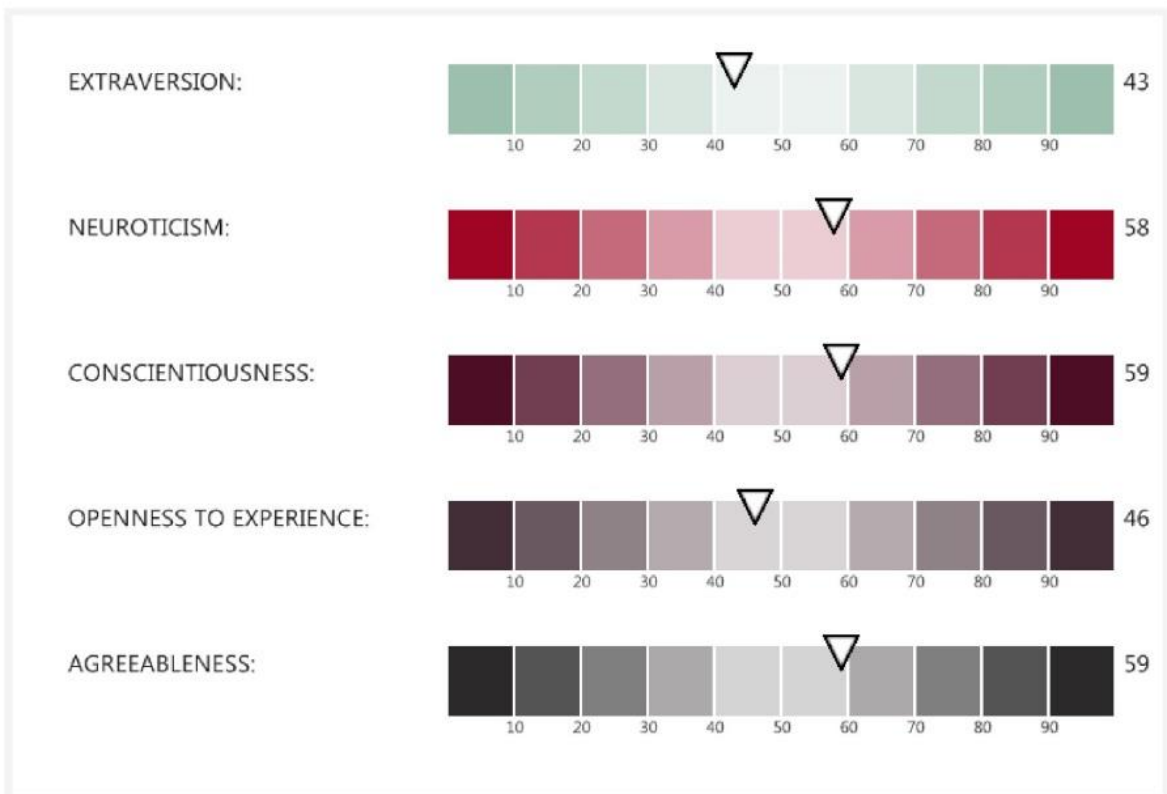 EXTRAVERSION: 43
10 20 30 40 50 60 70 80 90
NEUROTICISM: 58
10 20 30 40 50 60 70 80 90
CONSCIENTIOUSNESS: 59
10 20 30 40 50 60 70 80 90
OPENNESS TO EXPERIENCE: 46
10 20 30 40 50 60 70 80 90
AGREEABLENESS: 59
10 20 30 40 50 60 70 80 90